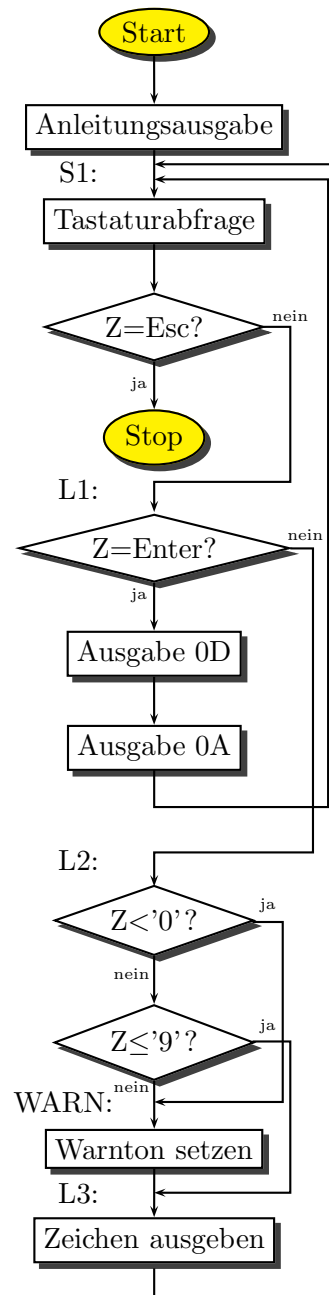 Start
Anleitungsausgabe
S1:
Tastaturabfrage
Z=Esc?
nein
ja
Stop
L1:
Z=Enter?
nein
ja
Ausgabe 0D
Ausgabe 0A
L2:
Z<'0'?
ja
nein
Z≤'9'?
ja
nein
WARN:
Warnton setzen
L3:
Zeichen ausgeben